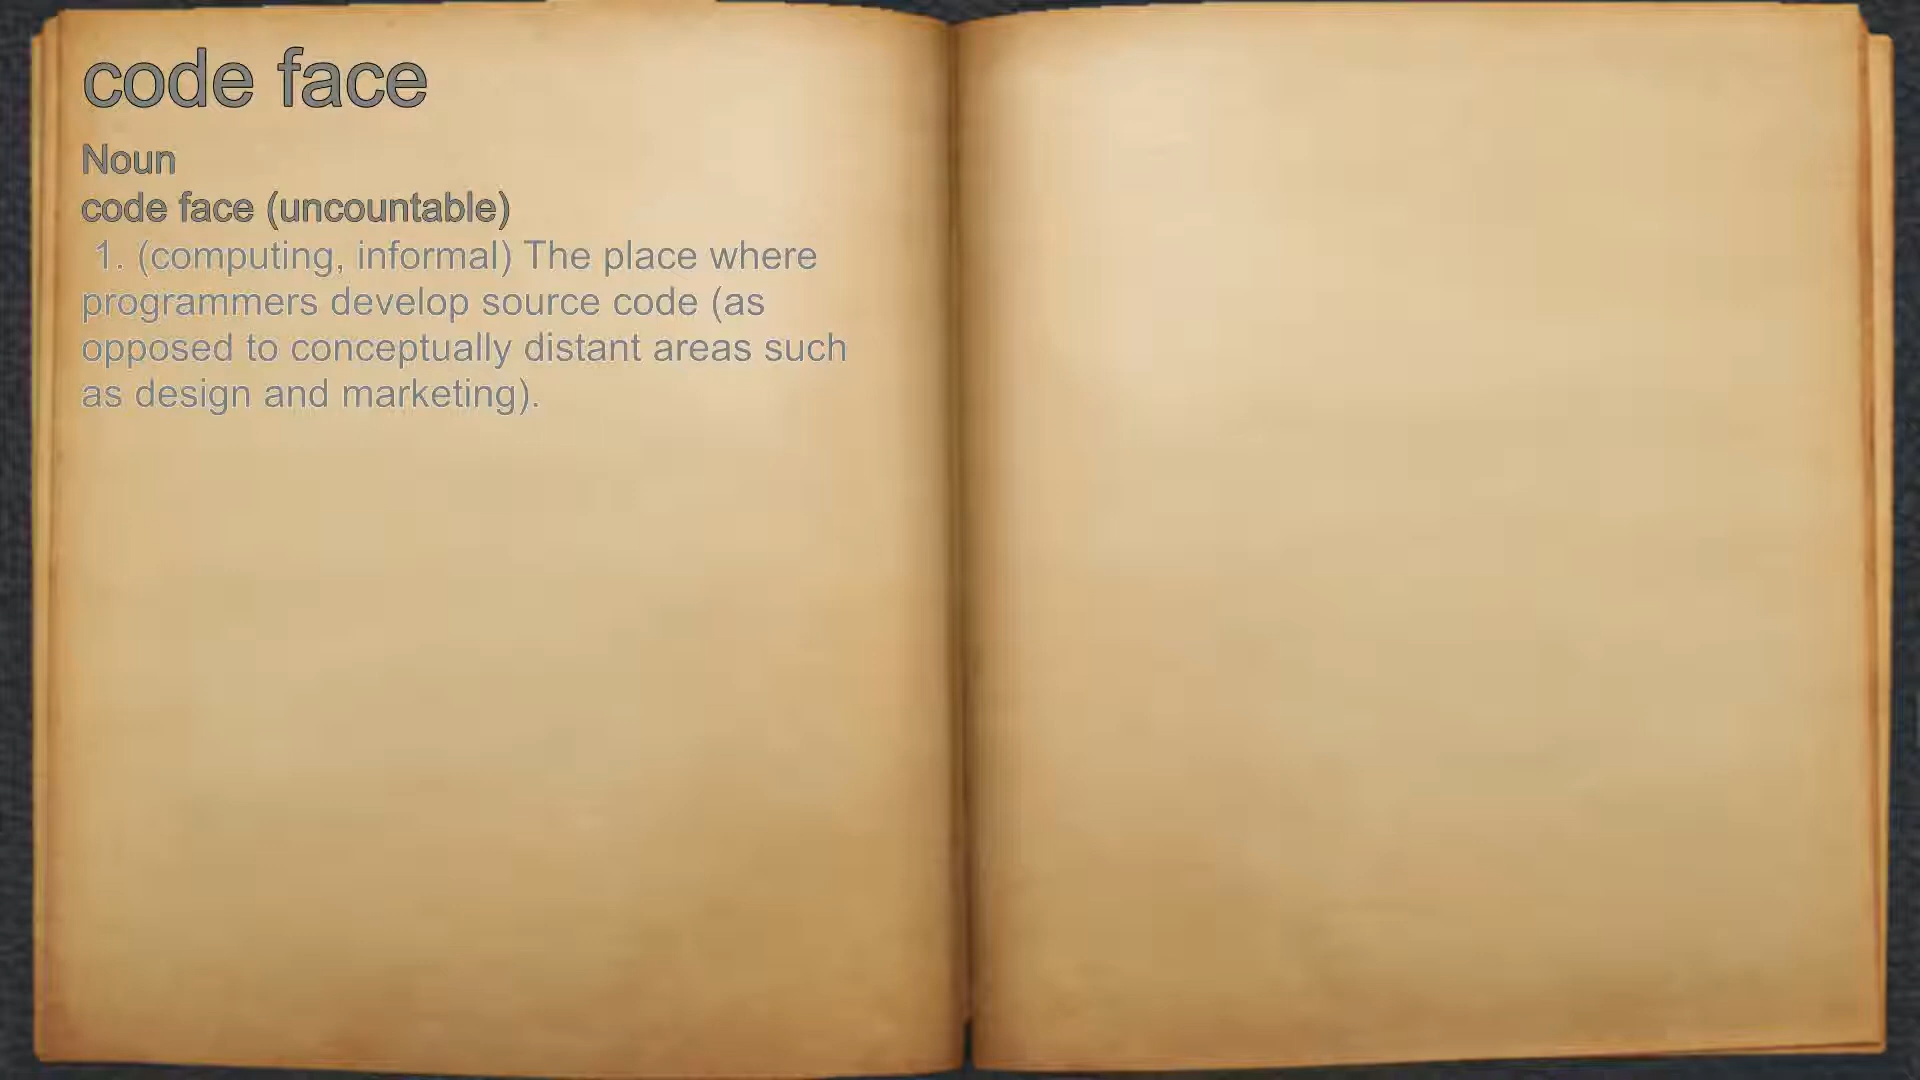 code face
Noun
code face (uncountable)
1. (computing, informal) The place where
programmers develop source code (as
opposed to conceptually distant areas such
as design and marketing).